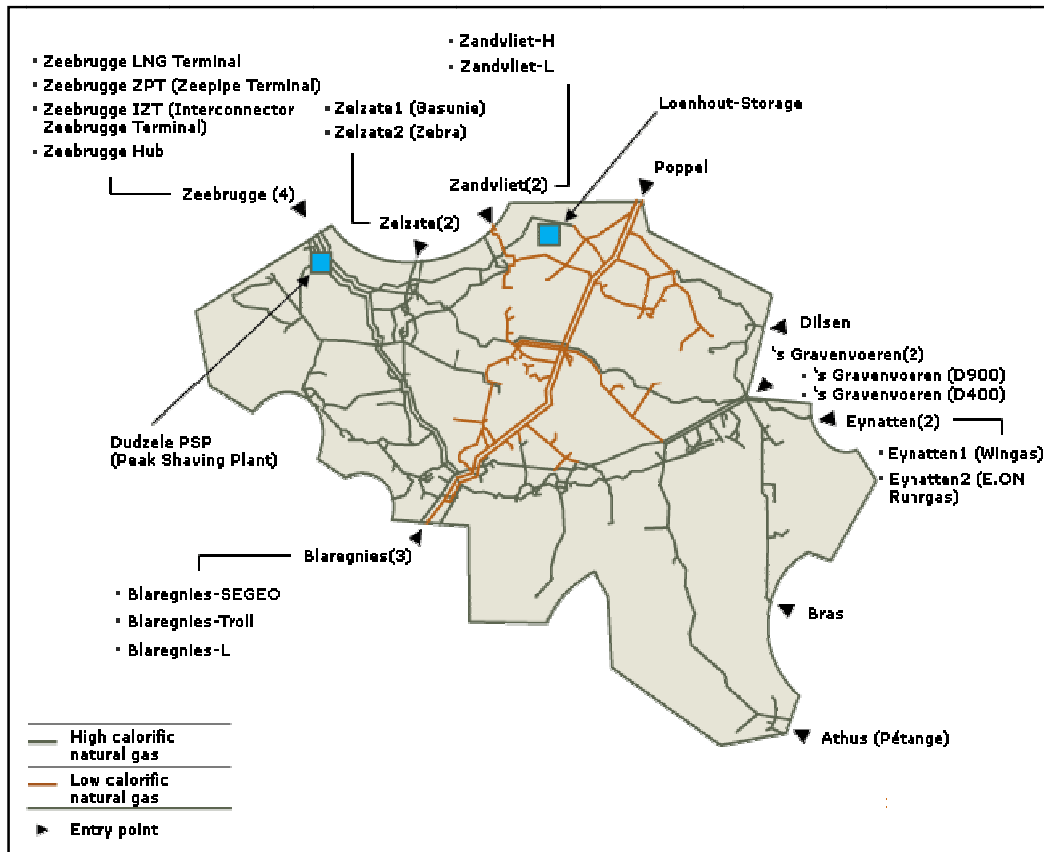 Zeebrugge LNG Terminal
Zeebrugge ZPT (Zeepipe Terminal)
Zeebrugge IZT (Interconnector
Zeebrugge Terminal)
Zeebrugge Hub
Zeebrugge (4)
Zelzate1 (Gasunie)
Zelzate2 (Zebra)
Zelzate(2)
Zandvliet-H
Zandvliet-L
Zandvliet(2)
Loenhout-Storage
Poppel
Dilsen
's Gravenvoeren(2)
's Gravenvoeren (D900)
's Gravenvoeren (D400)
Eynatten(2)
Eynatten1 (Wingas)
Eynatten2 (E.ON
Ruhrgas)
Dudzele PSP
(Peak Shaving Plant)
Blaregnies(3)
Blaregnies-SEGEO
Blaregnies-Troll
Blaregnies-L
Bras
Athus (Pétange)
High calorific
natural gas
Low calorific
natural gas
Entry point